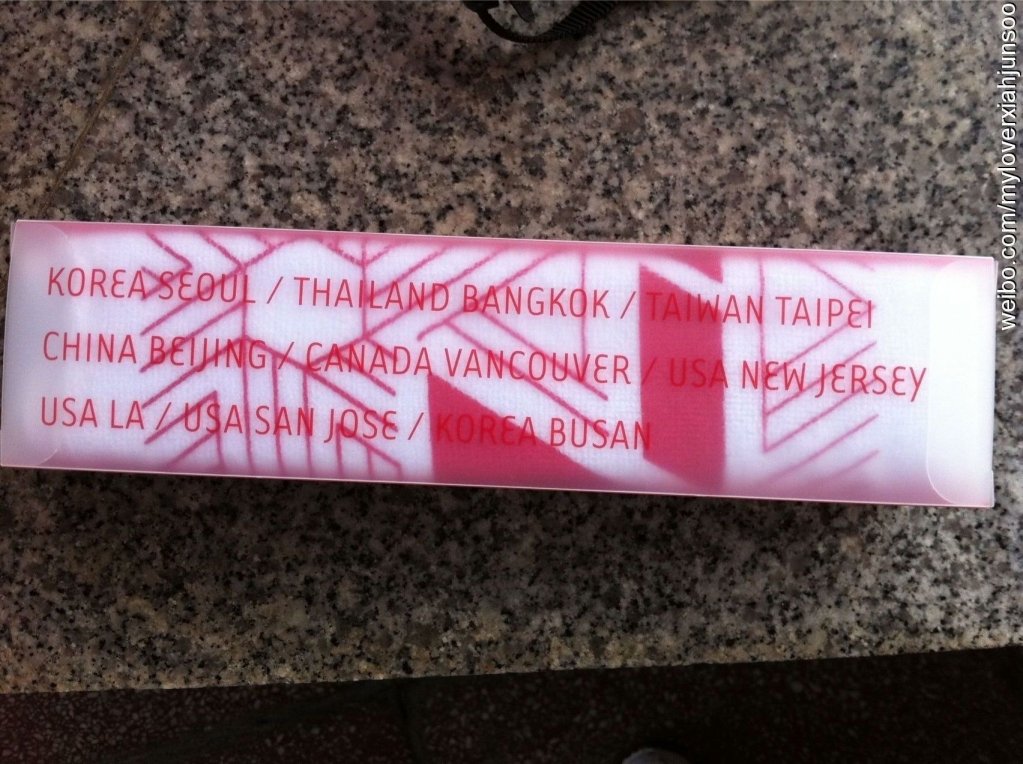 KOREA SEOUL / THAILAND BANGKOK / TAIWAN TAIPEI
CHINA BEIJING / CANADA VANCOUVER / USA NEW JERSEY
USA LA / USA SAN JOSE / KOREA BUSAN
weibo.com/myloverxiahjunsoo